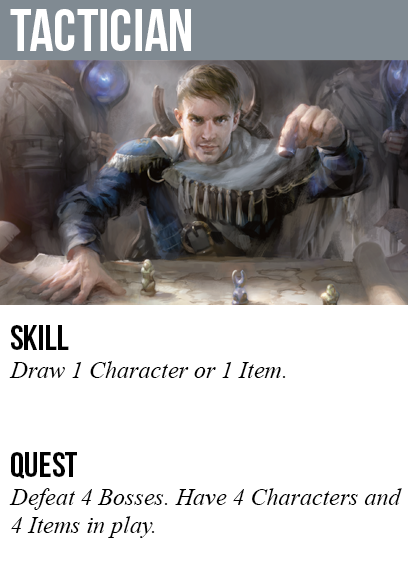 TACTICIAN
SKILL
Draw 1 Character or 1 Item.
QUEST
Defeat 4 Bosses. Have 4 Characters and
4 Items in play.